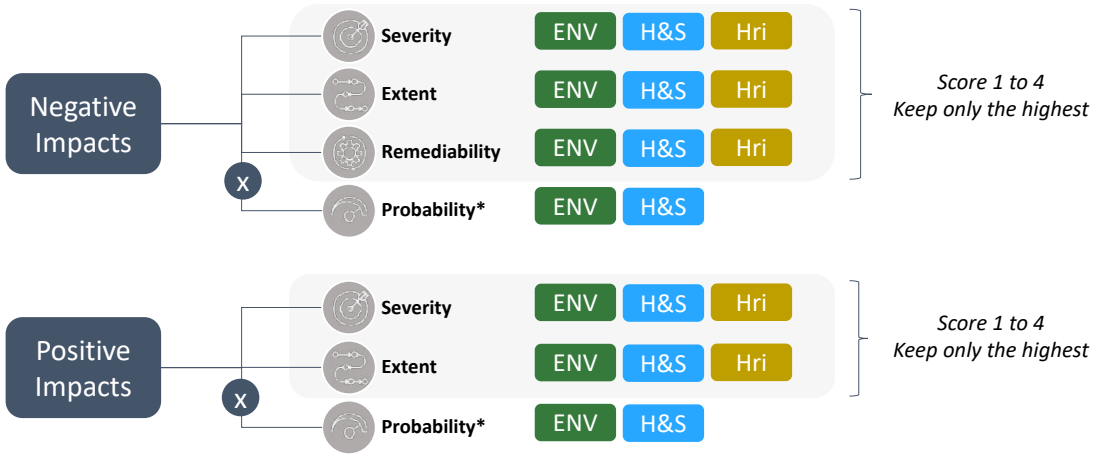 Negative
Impacts
x
Severity ENV H&S Hri
Extent ENV H&S Hri
Remediability ENV H&S Hri
Probability* ENV H&S
Score 1 to 4
Keep only the highest
Positive
Impacts
x
Severity ENV H&S Hri
Extent ENV H&S Hri
Probability* ENV H&S
Score 1 to 4
Keep only the highest